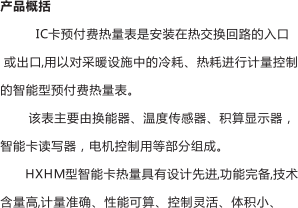 产品概括
IC卡预付费热量表是安装在热交换回路的入口
或出口,用以对采暖设施中的冷耗、热耗进行计量控制
的智能型预付费热量表。
该表主要由换能器、温度传感器、积算显示器，
智能卡读写器，电机控制用等部分组成。
HXHM型智能卡热量具有设计先进,功能完备,技术
含量高,计量准确、性能可算、控制灵活、体积小、